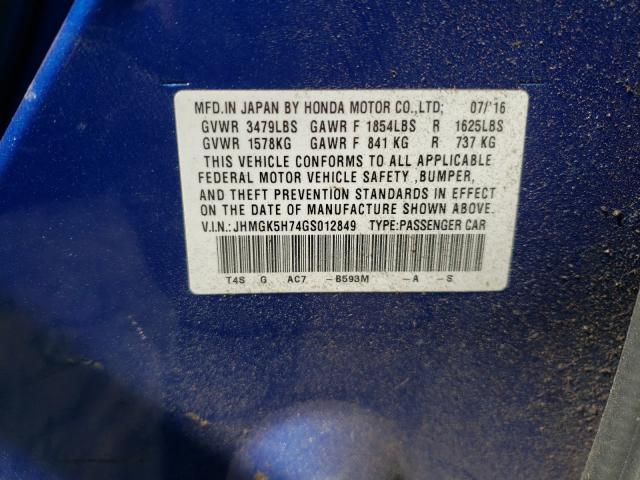 MFD.IN JAPAN BY HONDA MOTOR CO.,LTD; 07/'16
GVWR 3479LBS GAWR F 1854LBS R 1625LBS
GVWR 1578KG GAWR F 841 KG R 737 KG
THIS VEHICLE CONFORMS TO ALL APPLICABLE
FEDERAL MOTOR VEHICLE SAFETY ,BUMPER,
AND THEFT PREVENTION STANDARDS IN EFFECT
ON THE DATE OF MANUFACTURE SHOWN ABOVE.
V.I.N.:JHMGK5H74GS012849 TYPE:PASSENGER CAR
T4S G AC7 -B593M -A -S